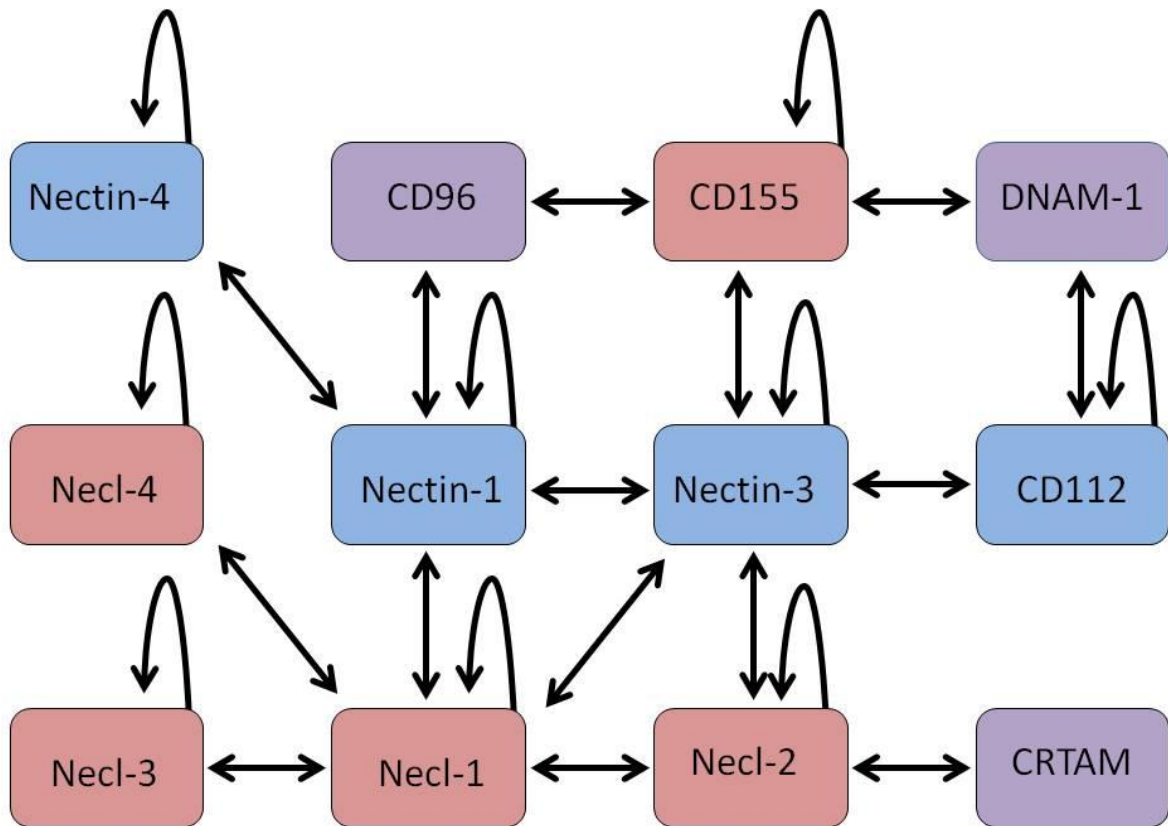 Nectin-4
CD96
CD155
DNAM-1
Necl-4
Nectin-1
Nectin-3
CD112
Necl-3
Necl-1
Necl-2
CRTAM